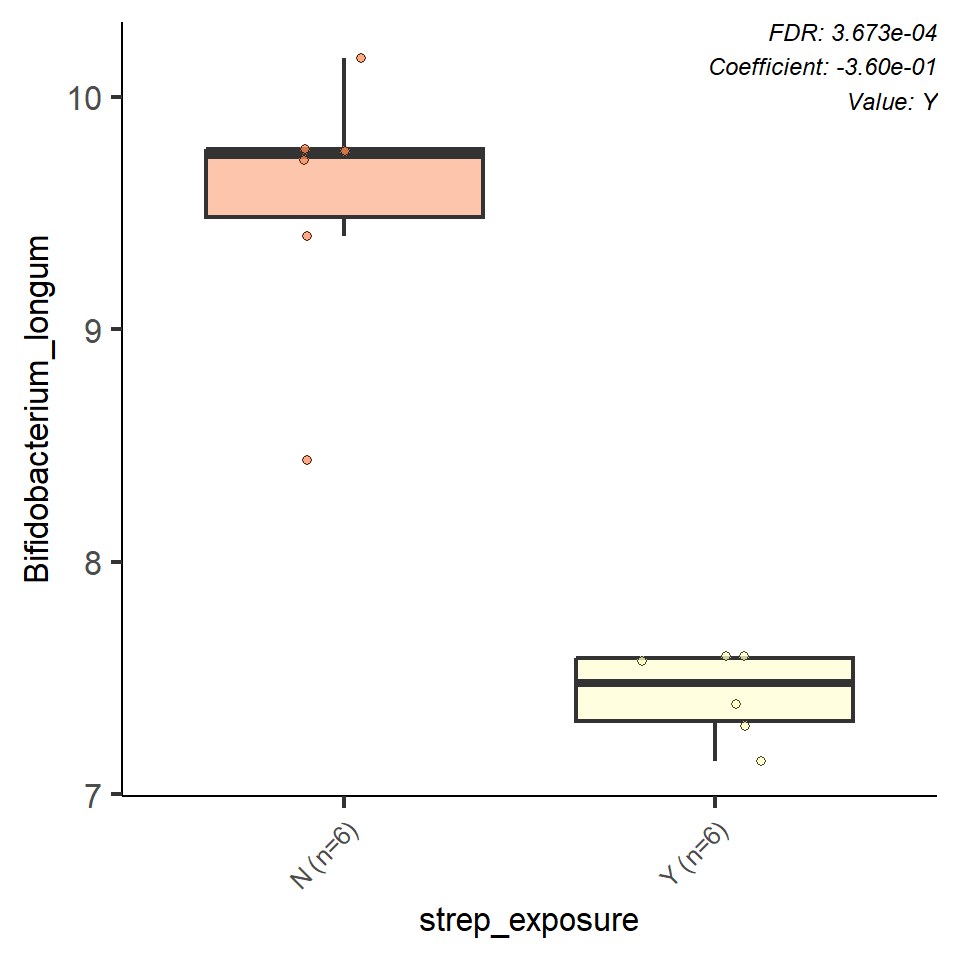 FDR: 3.673e-04
Coefficient: -3.60e-01
Value: Y
10
9
8
7
Bifidobacterium_longum
N (n=6)
Y (n=6)
strep_exposure